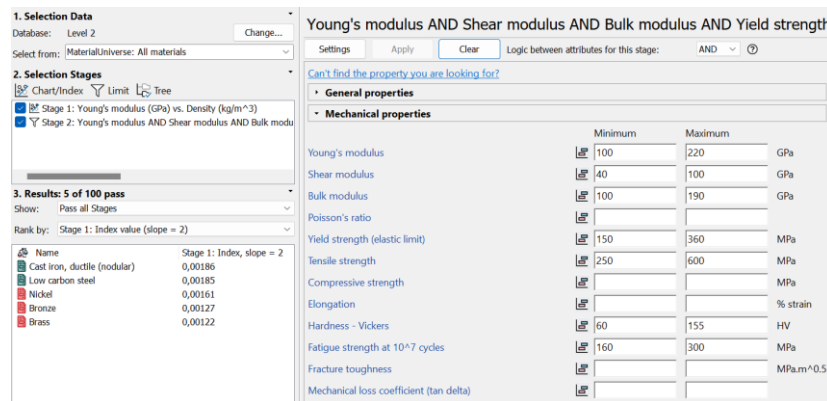 1. Selection Data
Database: Level 2 Change...
Select from: MaterialUniverse: All materials
2. Selection Stages
Chart/Index Limit Tree
Stage 1: Young's modulus (GPa) vs. Density (kg/m^3)
Stage 2: Young's modulus AND Shear modulus AND Bulk modu
3. Results: 5 of 100 pass
Show: Pass all Stages
Rank by: Stage 1: Index value (slope = 2)
Name Stage 1: Index, slope = 2
Cast iron, ductile (nodular) 0,00186
Low carbon steel 0,00185
Nickel 0,00161
Bronze 0,00127
Brass 0,00122
Young's modulus AND Shear modulus AND Bulk modulus AND Yield strength
Settings Apply Clear Logic between attributes for this stage: AND ?
Can't find the property you are looking for?
General properties
Mechanical properties
Minimum Maximum
Young's modulus 100 220 GPa
Shear modulus 40 100 GPa
Bulk modulus 100 190 GPa
Poisson's ratio
Yield strength (elastic limit) 150 360 MPa
Tensile strength 250 600 MPa
Compressive strength MPa
Elongation % strain
Hardness - Vickers 60 155 HV
Fatigue strength at 10^7 cycles 160 300 MPa
Fracture toughness MPa.m^0.5
Mechanical loss coefficient (tan delta)